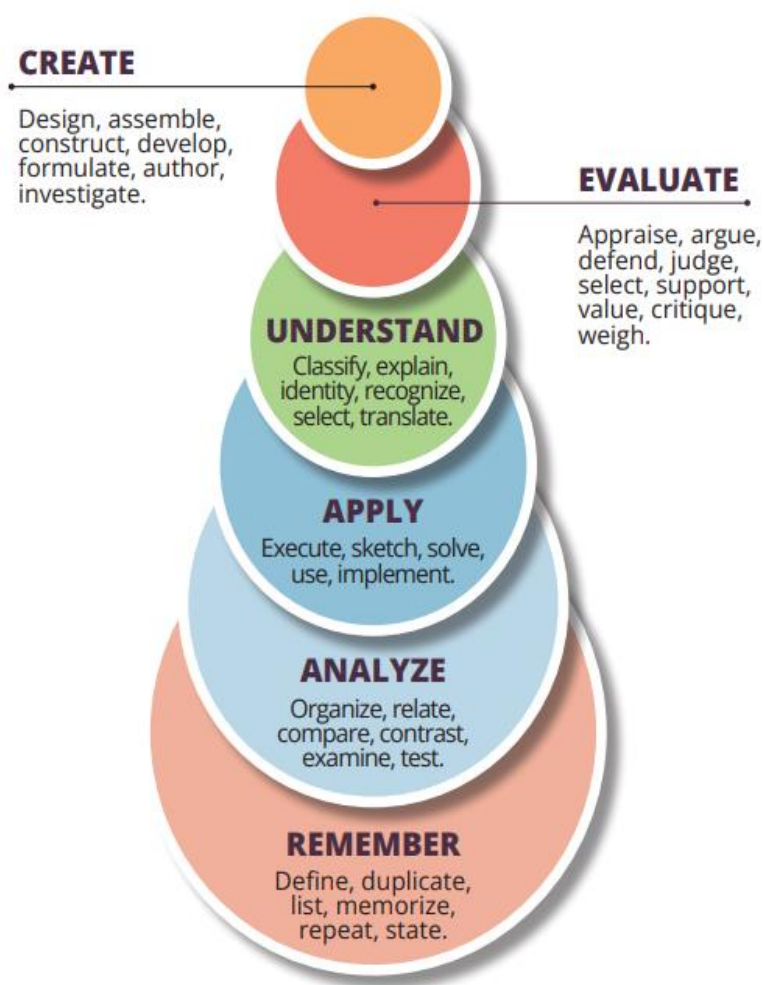 CREATE
Design, assemble,
construct, develop,
formulate, author,
investigate.
EVALUATE
Appraise, argue,
defend, judge,
select, support,
value, critique,
weigh.
UNDERSTAND
Classify, explain,
identity, recognize,
select, translate.
APPLY
Execute, sketch, solve,
use, implement.
ANALYZE
Organize, relate,
compare, contrast,
examine, test.
REMEMBER
Define, duplicate,
list, memorize,
repeat, state.